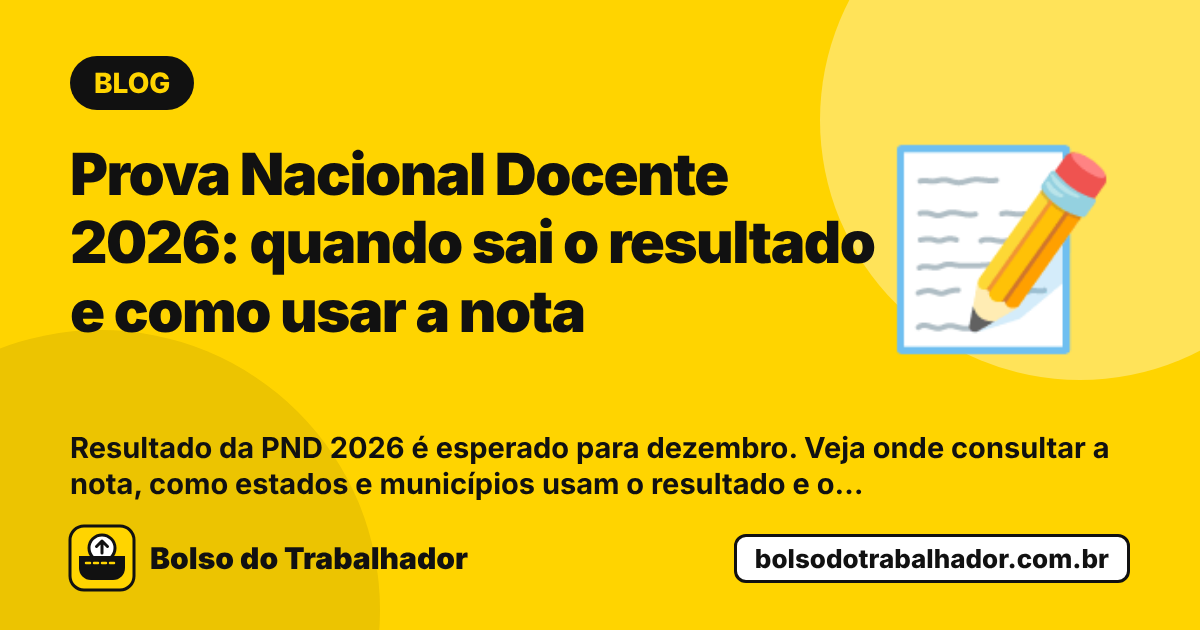 BLOG
Prova Nacional Docente
2026: quando sai o resultado
e como usar a nota
Resultado da PND 2026 é esperado para dezembro. Veja onde consultar a
nota, como estados e municípios usam o resultado e o...
Bolso do Trabalhador
bolsodotrabalhador.com.br